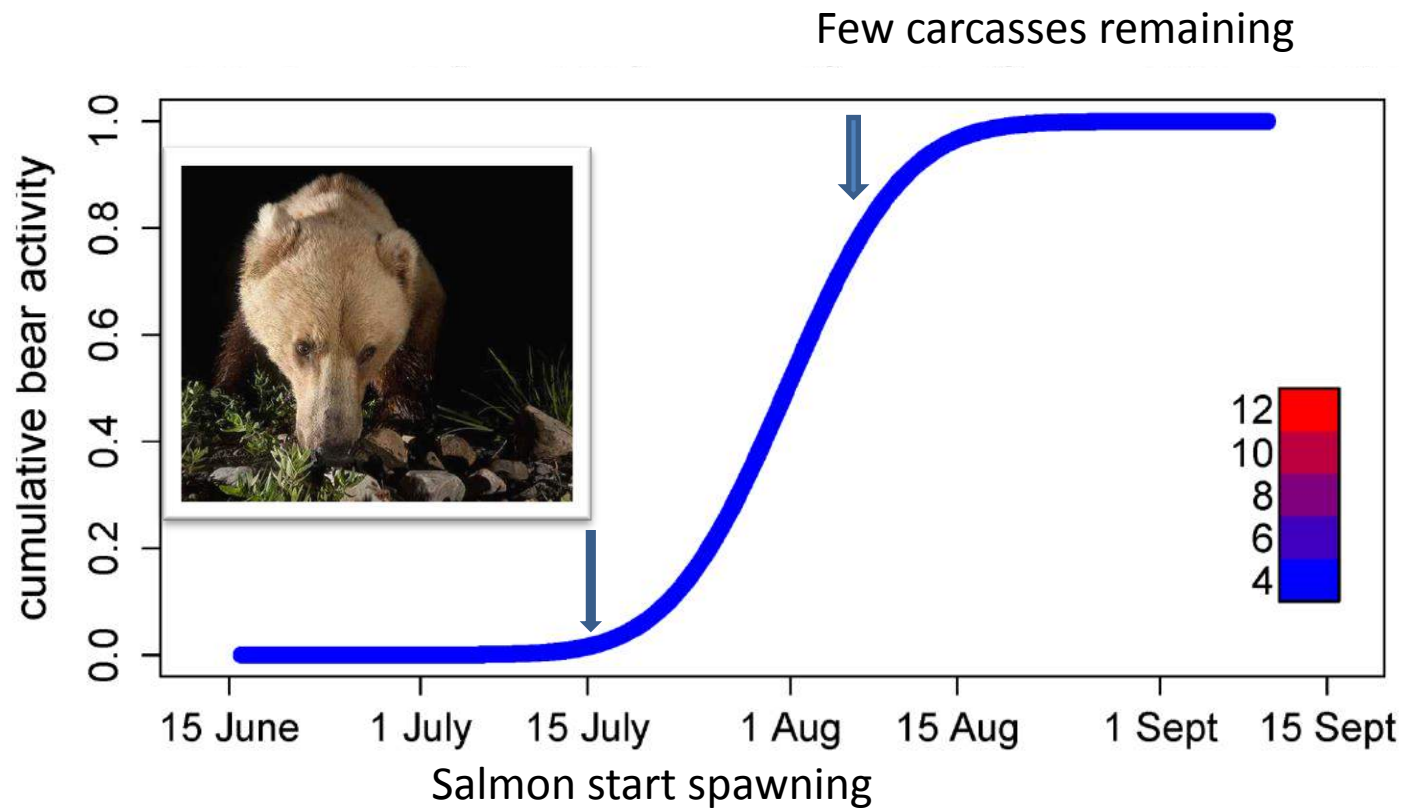 Few carcasses remaining
cumulative bear activity
1.0
0.8
0.6
0.4
0.2
0.0
12
10
8
6
4
15 June 1 July 15 July 1 Aug 15 Aug 1 Sept 15 Sept
Salmon start spawning